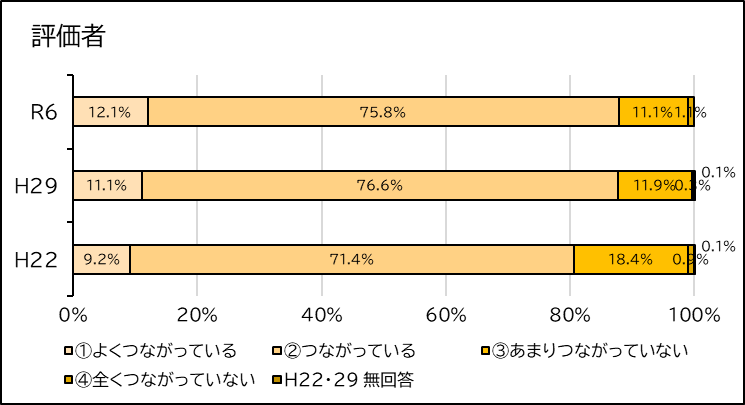 評価者
R6 12.1% 75.8% 11.1% 1.1%
0.1%
H29 11.1% 76.6% 11.9% 0.3%
0.1%
H22 9.2% 71.4% 18.4% 0.9%
0% 20% 40% 60% 80% 100%
①よくつながっている ②つながっている ③あまりつながっていない
④全くつながっていない H22・29 無回答